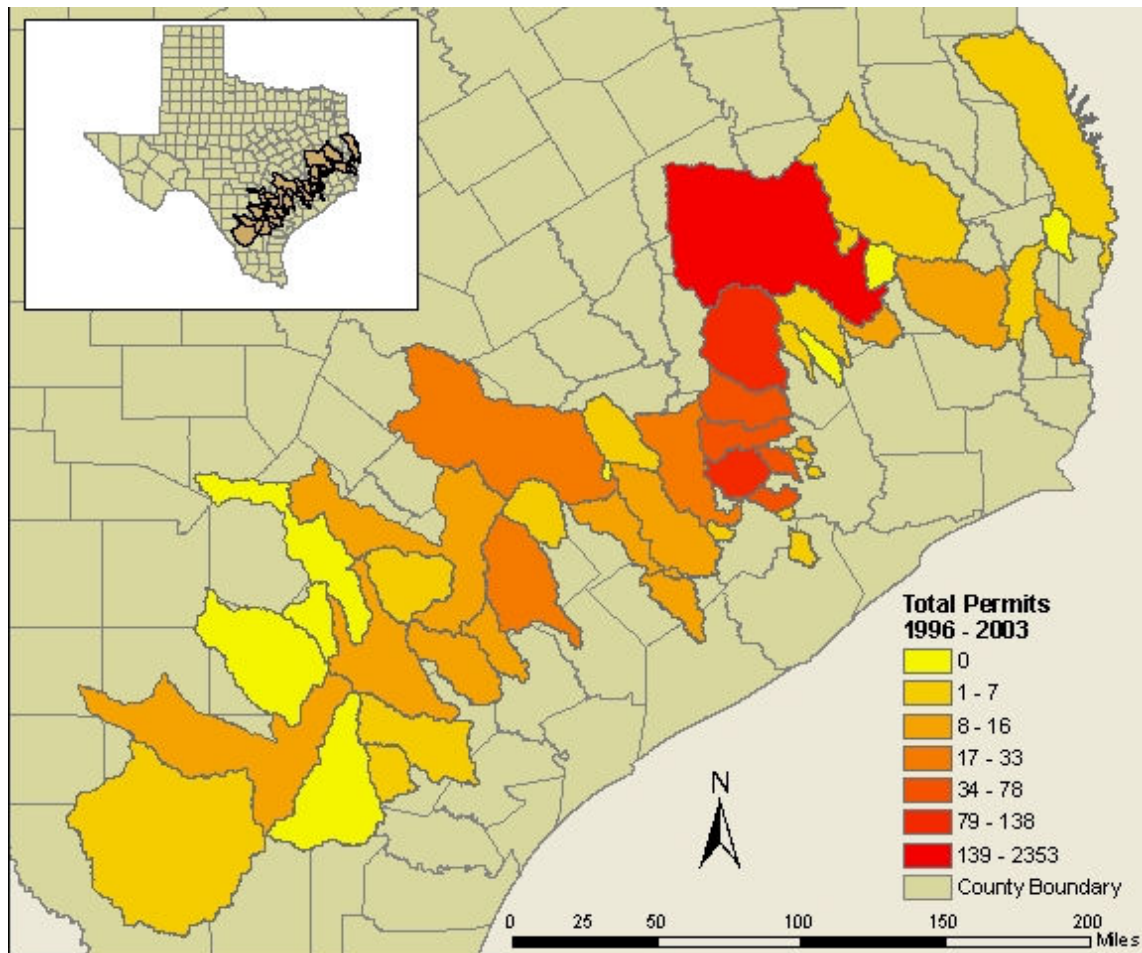 Total Permits
1996 - 2003
0
1 - 7
8 - 16
17 - 33
34 - 78
79 - 138
139 - 2353
County Boundary
N
0 50 100 150 200
Miles